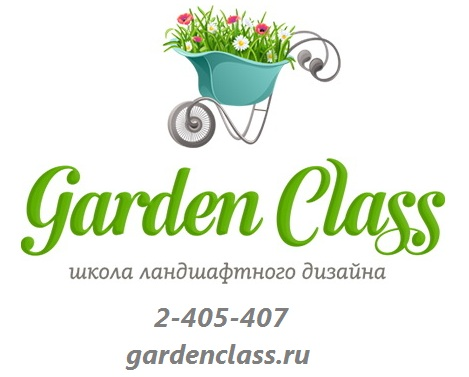 Garden Class
школа ландшафтного дизайна
2-405-407
gardenclass.ru